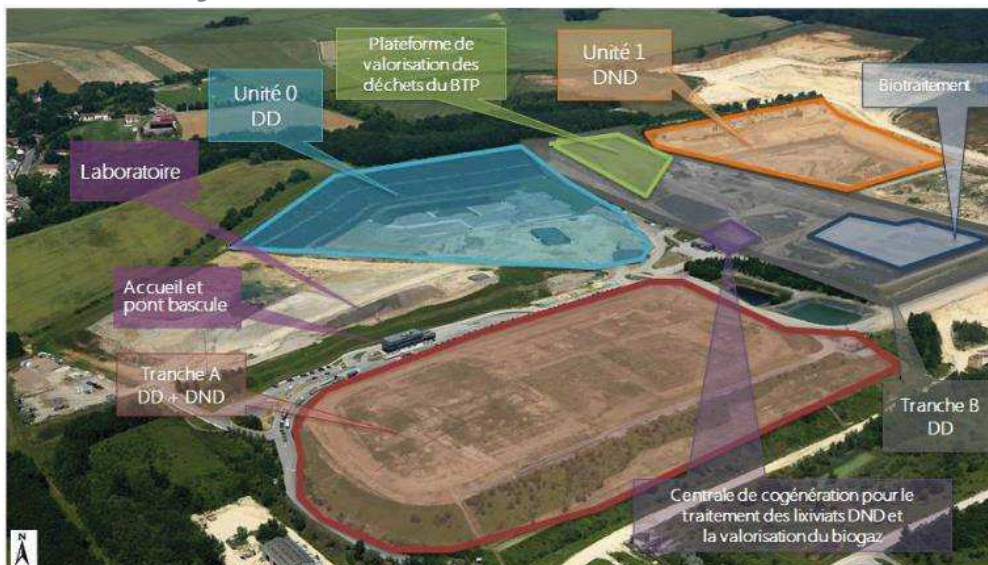 Plateforme de
valorisation des
déchets du BTP
Unité 1
DND
Biotraitement
Unité 0
DD
Laboratoire
Accueil et
pont bascule
Tranche A
DD + DND
Tranche B
DD
Centrale de cogénération pour le
traitement des lixiviats DND et
la valorisation du biogaz
N